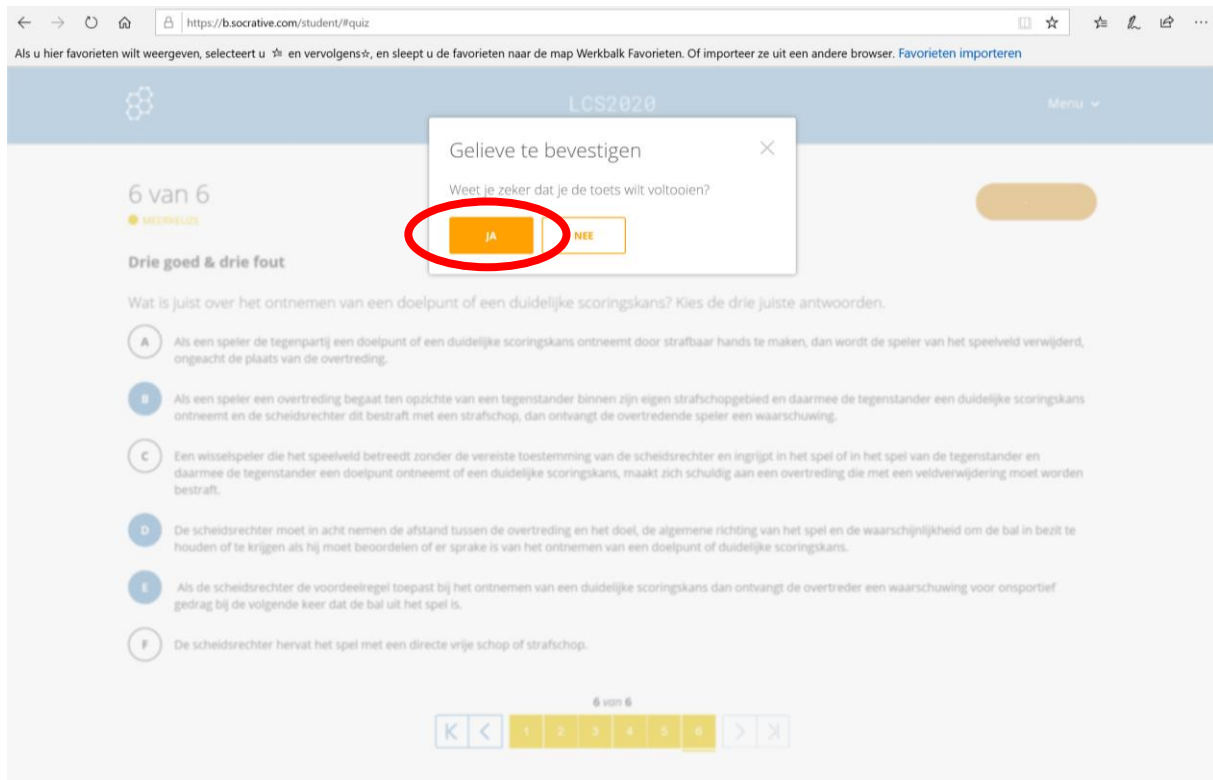 https://b.socrative.com/student/#quiz
Als u hier favorieten wilt weergeven, selecteert u en vervolgens☆, en sleept u de favorieten naar de map Werkbalk Favorieten. Of importeer ze uit een andere browser. Favorieten importeren
LCS2020
Menu
Gelieve te bevestigen
Weet je zeker dat je de toets wilt voltooien?
JA
NEE
6 van 6
MEERKEUZE
Drie goed & drie fout
Wat is juist over het ontnemen van een doelpunt of een duidelijke scoringskans? Kies de drie juiste antwoorden.
A
Als een speler de tegenpartij een doelpunt of een duidelijke scoringskans ontneemt door strafbaar hands te maken, dan wordt de speler van het speelveld verwijderd,
ongeacht de plaats van de overtreding.
B
Als een speler een overtreding begaat ten opzichte van een tegenstander binnen zijn eigen strafschopgebied en daarmee de tegenstander een duidelijke scoringskans
ontneemt en de scheidsrechter dit bestraft met een strafschop, dan ontvangt de overtredende speler een waarschuwing.
C
Een wisselspeler die het speelveld betreedt zonder de vereiste toestemming van de scheidsrechter en ingrijpt in het spel of in het spel van de tegenstander en
daarmee de tegenstander een doelpunt ontneemt of een duidelijke scoringskans, maakt zich schuldig aan een overtreding die met een veldverwijdering moet worden
bestraft.
D
De scheidsrechter moet in acht nemen de afstand tussen de overtreding en het doel, de algemene richting van het spel en de waarschijnlijkheid om de bal in bezit te
houden of te krijgen als hij moet beoordelen of er sprake is van het ontnemen van een doelpunt of duidelijke scoringskans.
E
Als de scheidsrechter de voordeelregel toepast bij het ontnemen van een duidelijke scoringskans dan ontvangt de overtreder een waarschuwing voor onsportief
gedrag bij de volgende keer dat de bal uit het spel is.
F
De scheidsrechter hervat het spel met een directe vrije schop of strafschop.
6 van 6
1 2 3 4 5 6